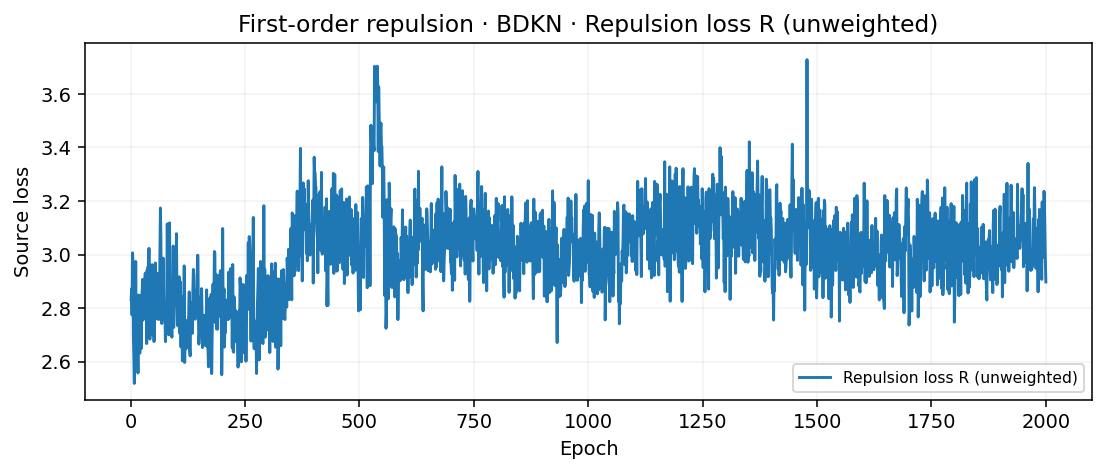 First-order repulsion · BDKN · Repulsion loss R (unweighted)
Source loss
3.6
3.4
3.2
3.0
2.8
2.6
Repulsion loss R (unweighted)
0 250 500 750 1000 1250 1500 1750 2000
Epoch